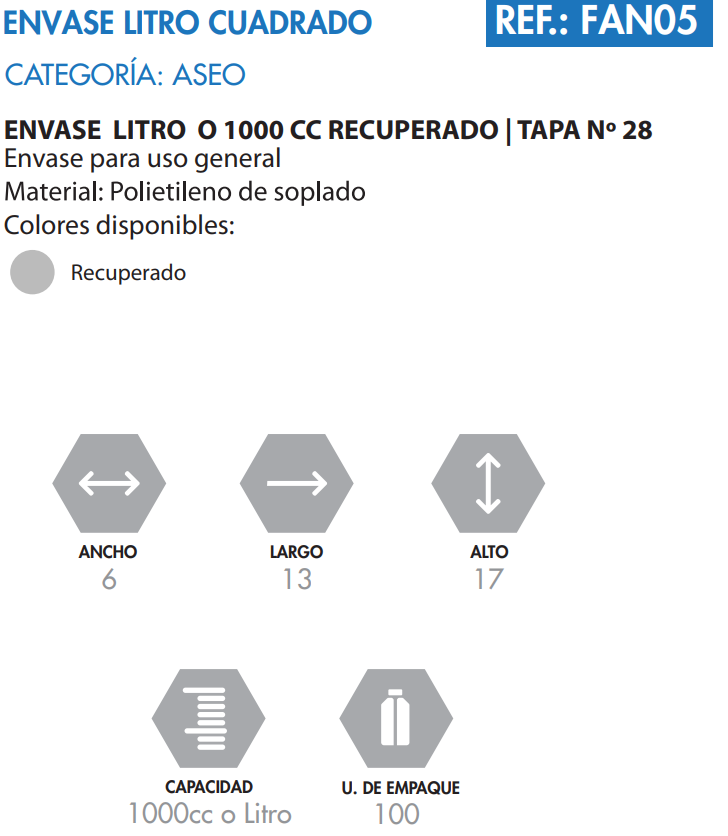 ENVASE LITRO CUADRADO
REF.: FAN05
CATEGORÍA: ASEO
ENVASE LITRO O 1000 CC RECUPERADO | TAPA Nº 28
Envase para uso general
Material: Polietileno de soplado
Colores disponibles:
Recuperado
ANCHO
6
LARGO
13
ALTO
17
CAPACIDAD
1000cc o Litro
U. DE EMPAQUE
100